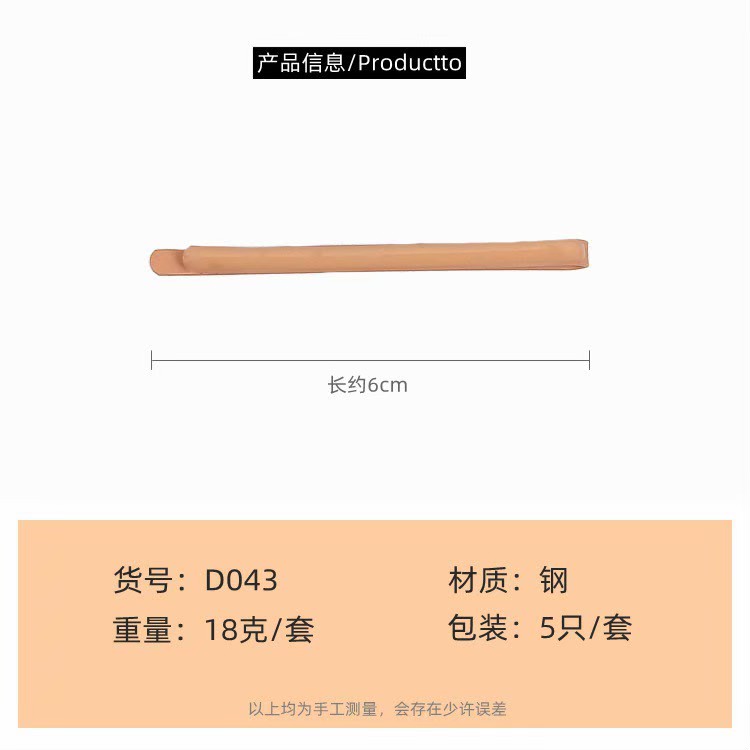 产品信息/Productto
长约6cm
货号：D043
材质：钢
重量：18克/套
包装：5只/套
以上均为手工测量，会存在少许误差